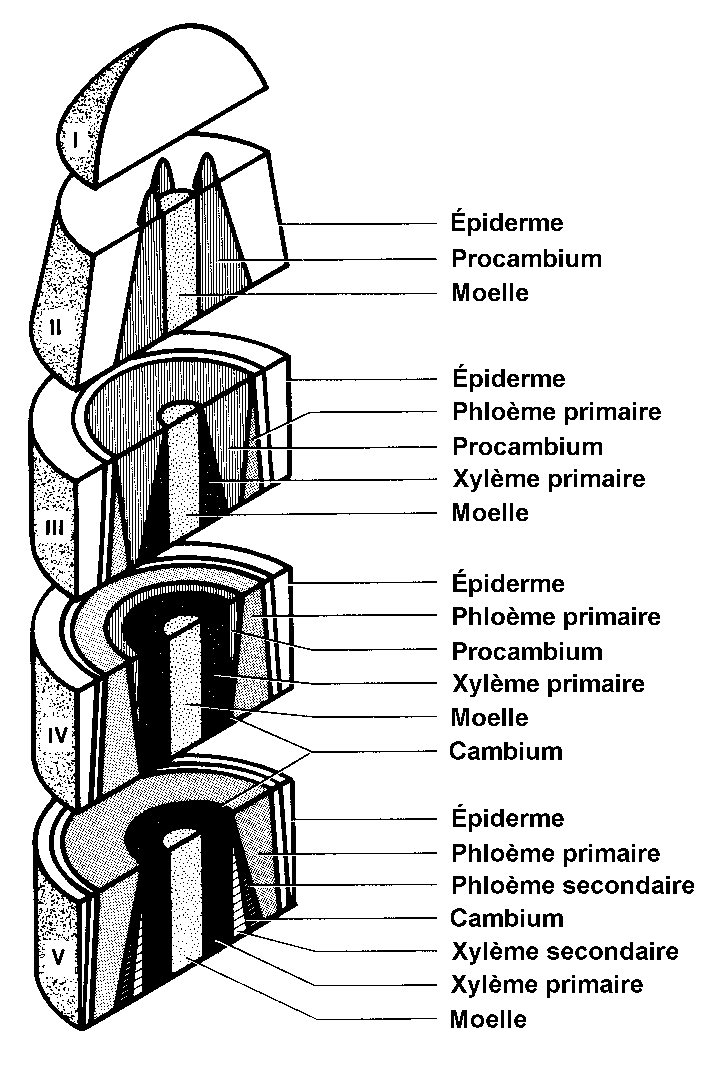 I
II
Épiderme
Procambium
Moelle
III
Épiderme
Phloème primaire
Procambium
Xylème primaire
Moelle
IV
Épiderme
Phloème primaire
Procambium
Xylème primaire
Moelle
Cambium
V
Épiderme
Phloème primaire
Phloème secondaire
Cambium
Xylème secondaire
Xylème primaire
Moelle